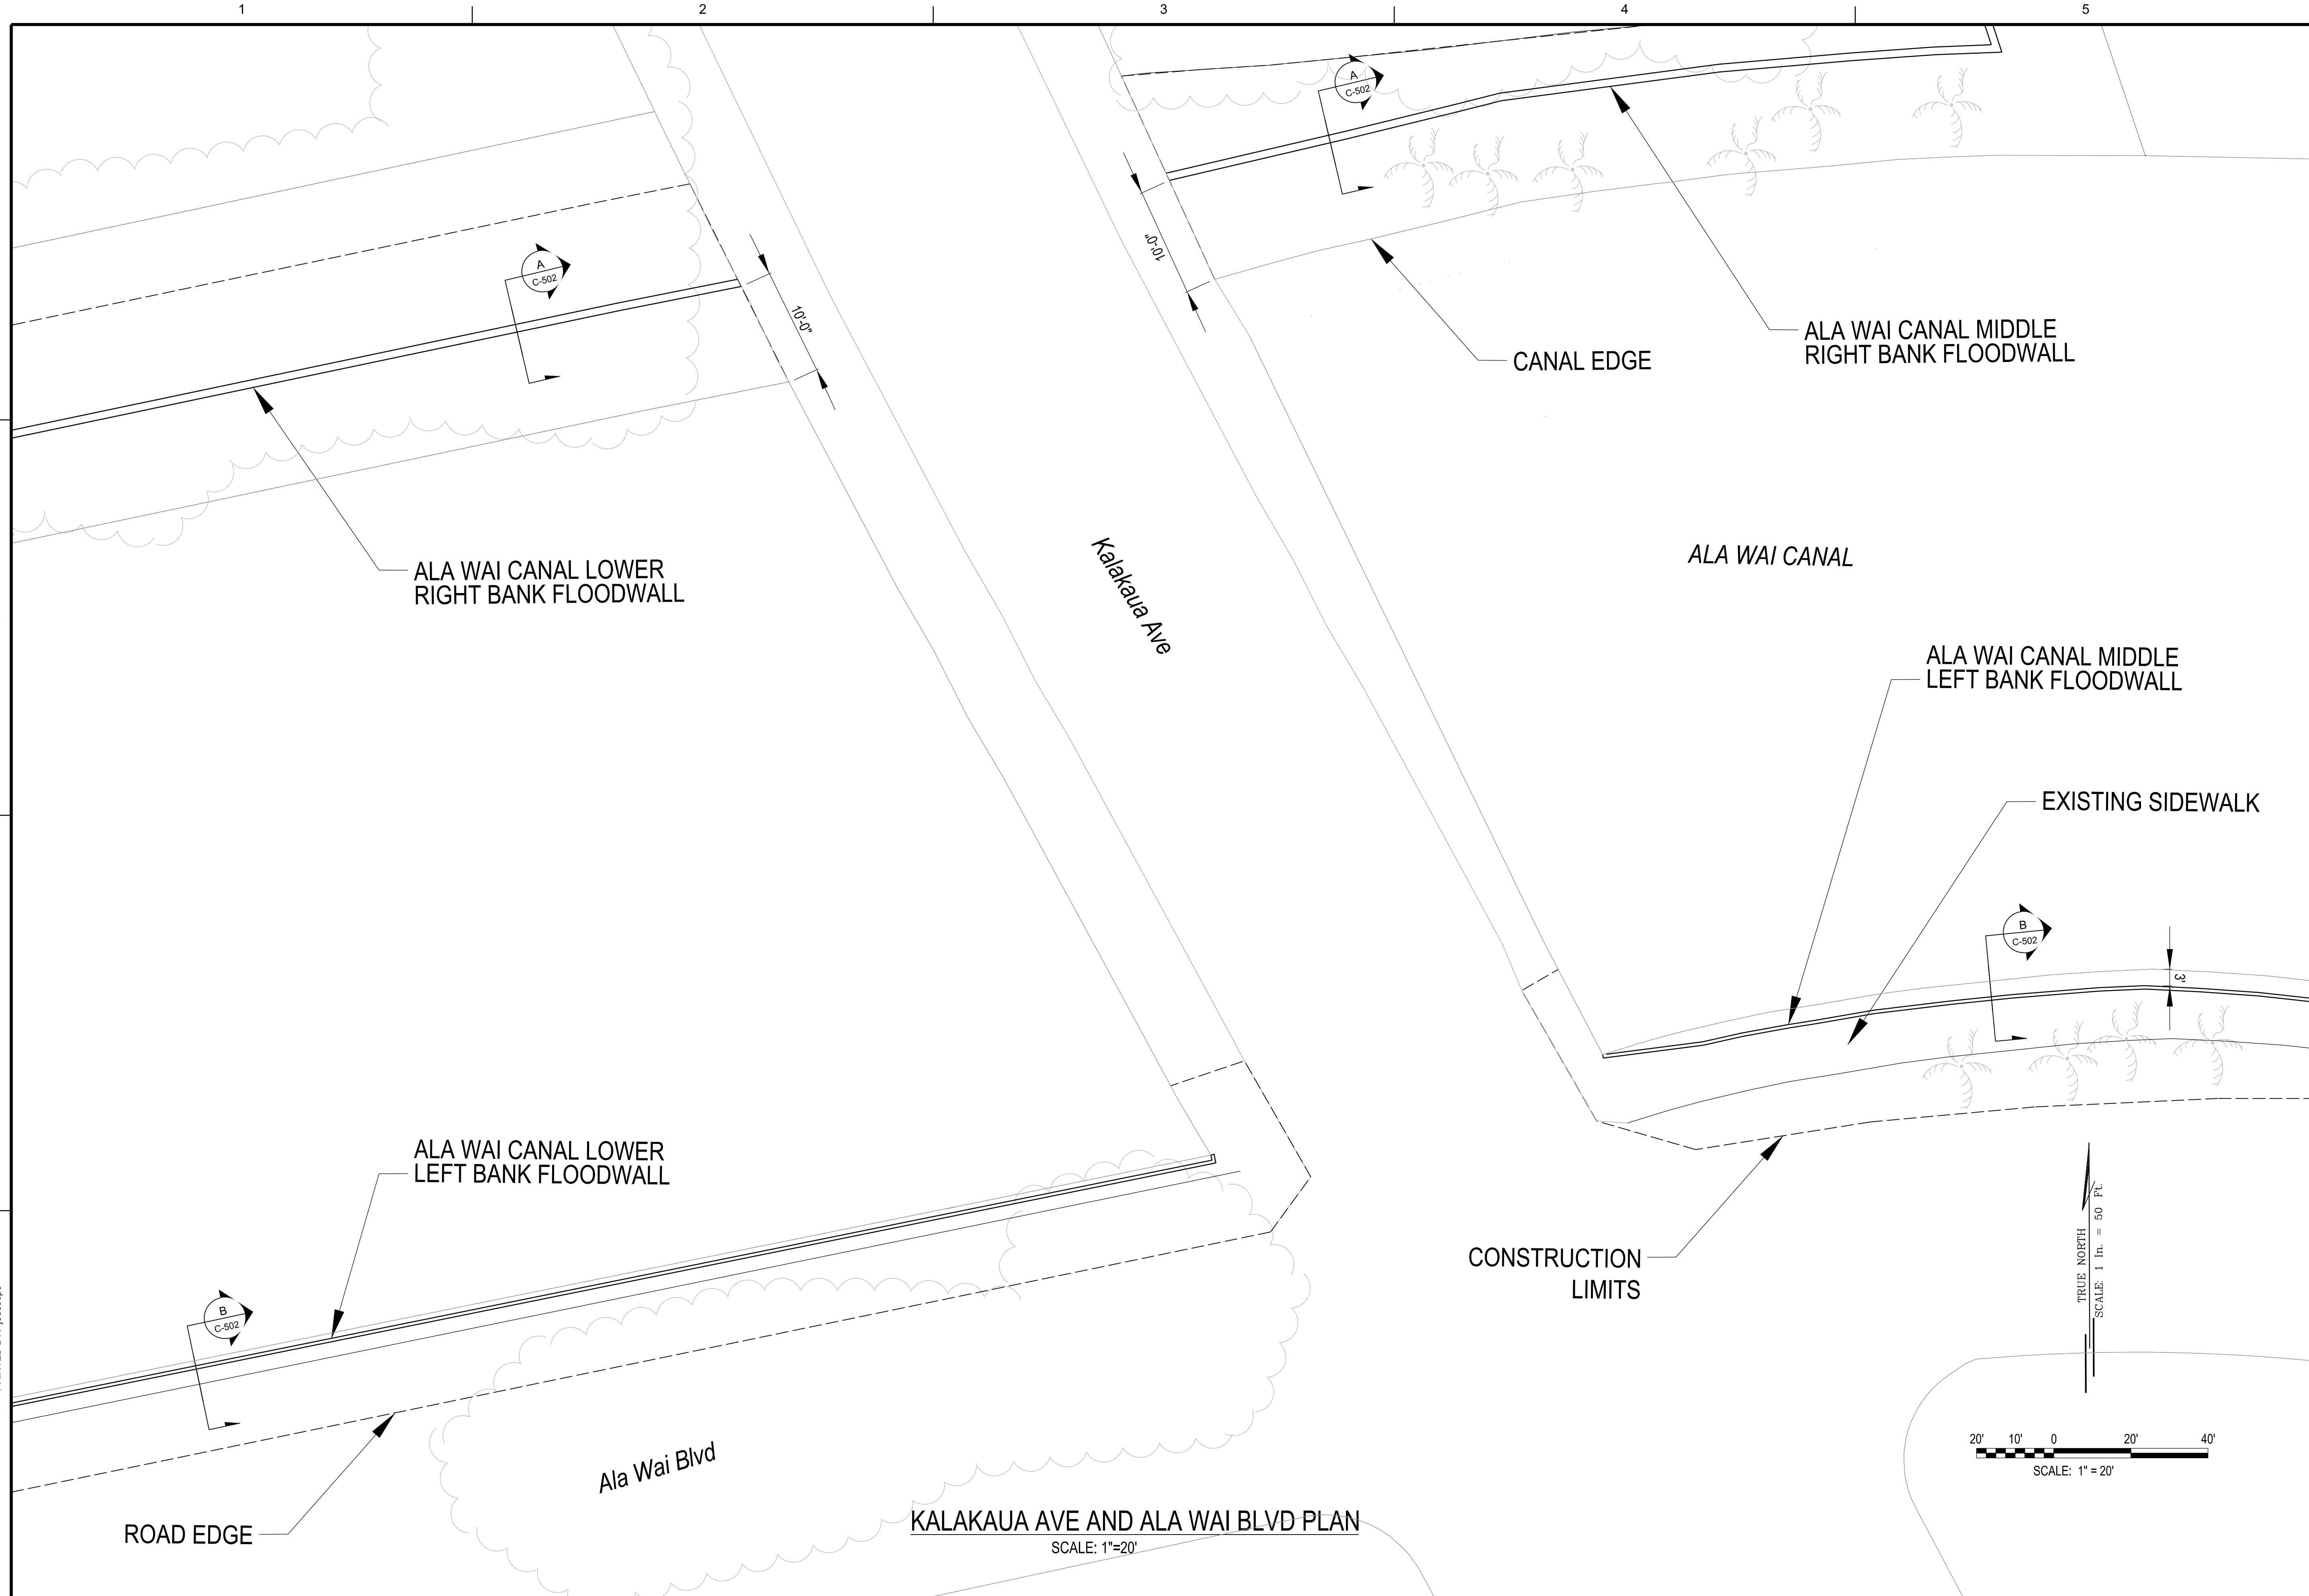 1
2
3
4
5
A
C-502
A
C-502
10'-0"
10'-0"
ALA WAI CANAL MIDDLE
RIGHT BANK FLOODWALL
CANAL EDGE
ALA WAI CANAL LOWER
RIGHT BANK FLOODWALL
Kalakaua Ave
ALA WAI CANAL
ALA WAI CANAL MIDDLE
LEFT BANK FLOODWALL
EXISTING SIDEWALK
B
C-502
3'
ALA WAI CANAL LOWER
LEFT BANK FLOODWALL
CONSTRUCTION
LIMITS
TRUE NORTH
SCALE: 1 In. = 50 Ft.
B
C-502
20' 10' 0 20' 40'
SCALE: 1" = 20'
Ala Wai Blvd
ROAD EDGE
KALAKAUA AVE AND ALA WAI BLVD PLAN
SCALE: 1"=20'